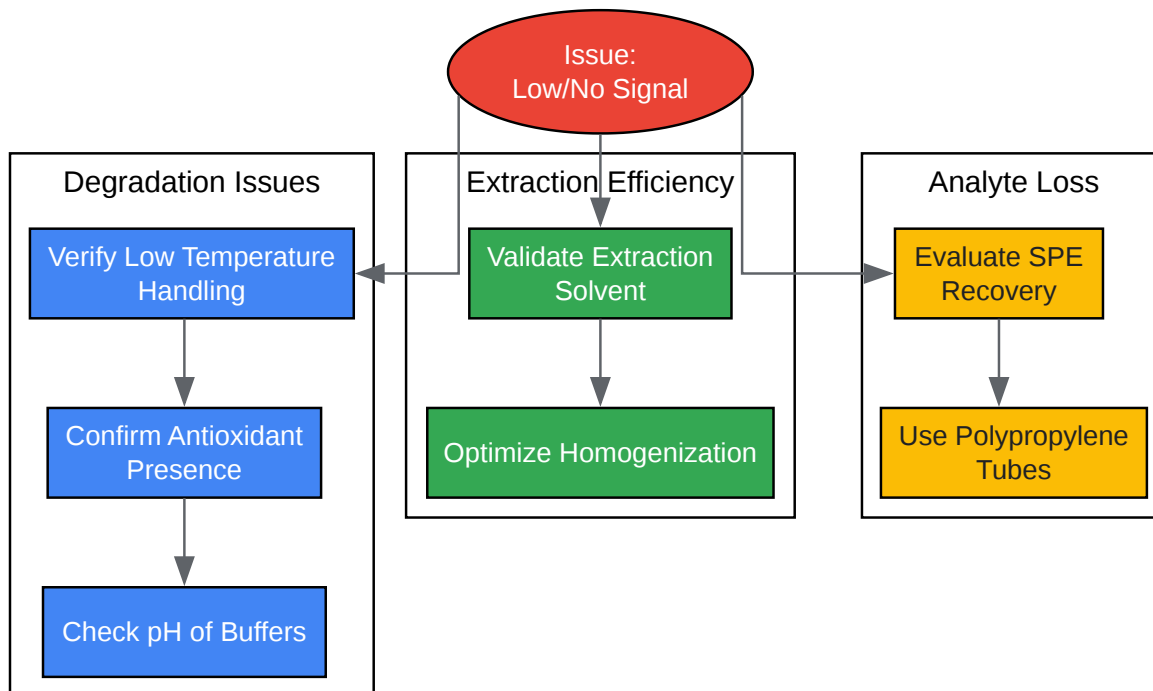 Issue:
Low/No Signal
Degradation Issues
Verify Low Temperature
Handling
Confirm Antioxidant
Presence
Check pH of Buffers
Extraction Efficiency
Validate Extraction
Solvent
Optimize Homogenization
Analyte Loss
Evaluate SPE
Recovery
Use Polypropylene
Tubes